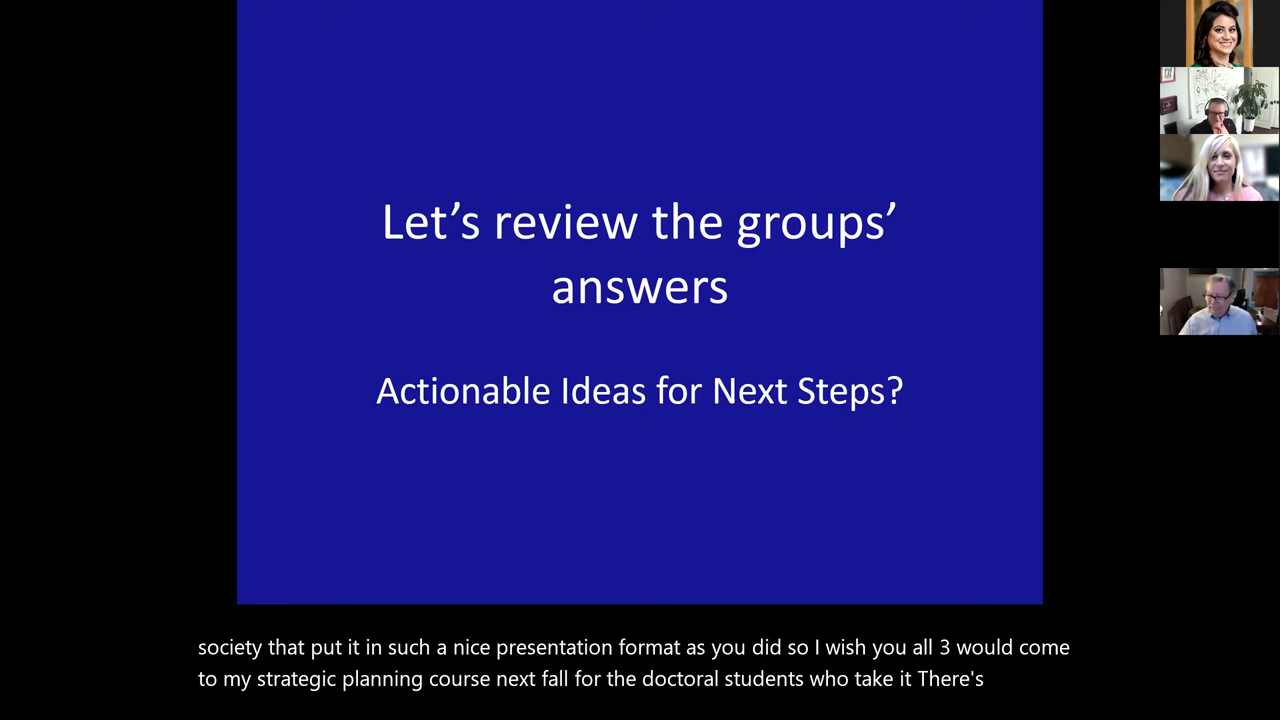 Let’s review the groups’
answers
Actionable Ideas for Next Steps?
society that put it in such a nice presentation format as you did so I wish you all 3 would come
to my strategic planning course next fall for the doctoral students who take it There's